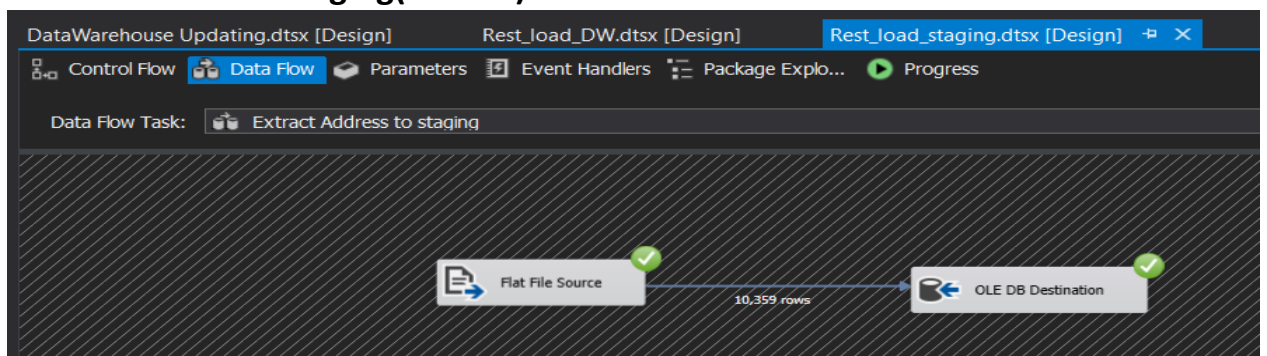 DataWarehouse Updating.dtsx [Design] Rest_load_DW.dtsx [Design] Rest_load_staging.dtsx [Design]
Control Flow Data Flow Parameters Event Handlers Package Explo... Progress
Data Flow Task: Extract Address to staging
Flat File Source
10,359 rows
OLE DB Destination